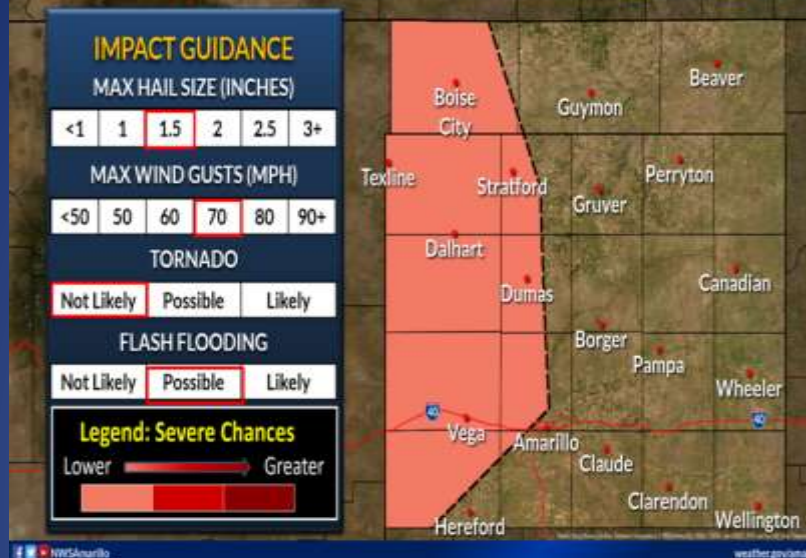 IMPACT GUIDANCE
MAX HAIL SIZE (INCHES)
<1 1 1.5 2 2.5 3+
MAX WIND GUSTS (MPH)
<50 50 60 70 80 90+
TORNADO
Not Likely Possible Likely
FLASH FLOODING
Not Likely Possible Likely
Legend: Severe Chances
Lower Greater
Boise
City
Guymon
Beaver
Texline
Stratford
Gruver
Perryton
Dalhart
Dumas
Canadian
Borger
Pampa
Wheeler
40
Vega
Amarillo
40
Claude
Clarendon
Hereford
Wellington
NWSAmarillo